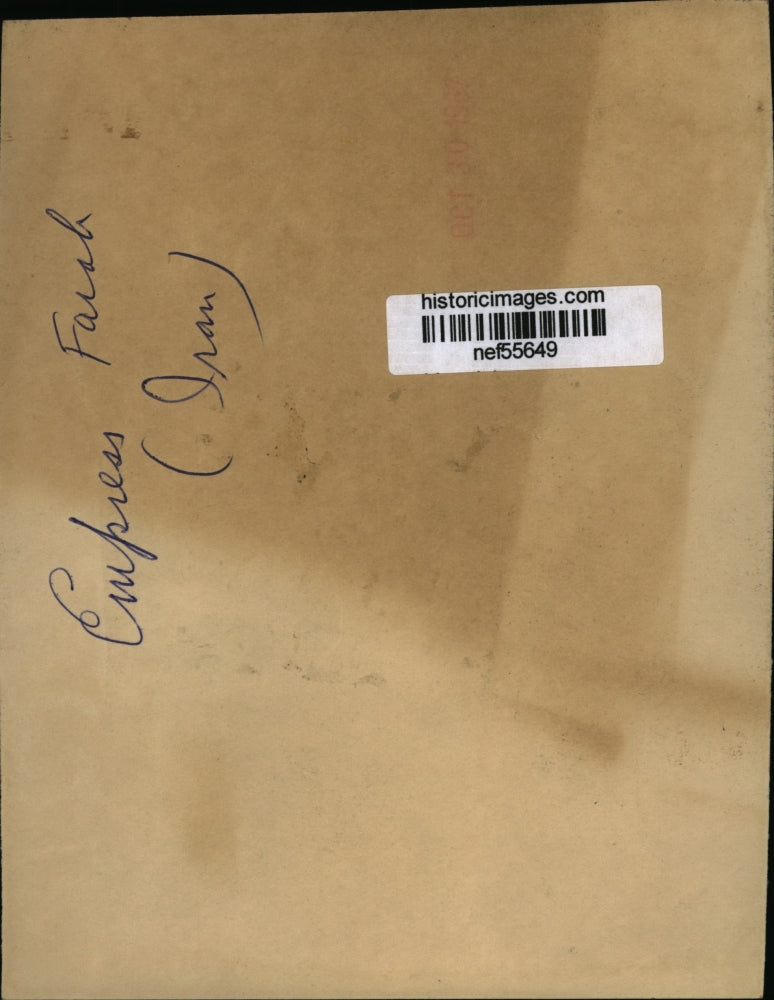 Empress Farah
(Iran)
historicimages.com
nef55649